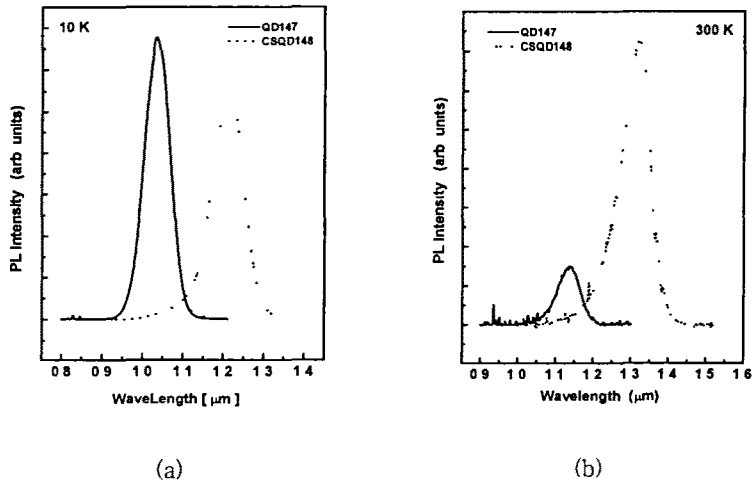 10 K
QD147
CSQD148
PL Intensity (arb units)
0 8 0 9 1 0 1 1 1 2 1 3 1 4
WaveLength [ μm ]
(a)
QD147
CSQD148
300 K
PL Intensity (arb units)
0 9 1 0 1 1 1 2 1 3 1 4 1 5 1 6
Wavelength (μm)
(b)